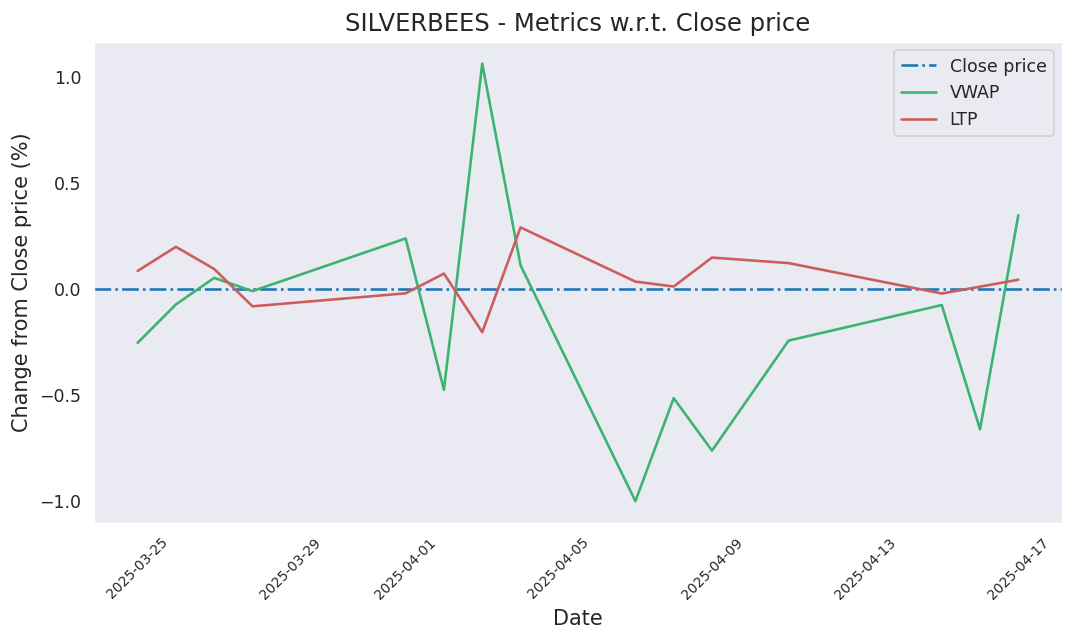 SILVERBEES - Metrics w.r.t. Close price
Change from Close price (%)
1.0
0.5
0.0
−0.5
−1.0
Close price
VWAP
LTP
2025-03-25
2025-03-29
2025-04-01
2025-04-05
2025-04-09
2025-04-13
2025-04-17
Date